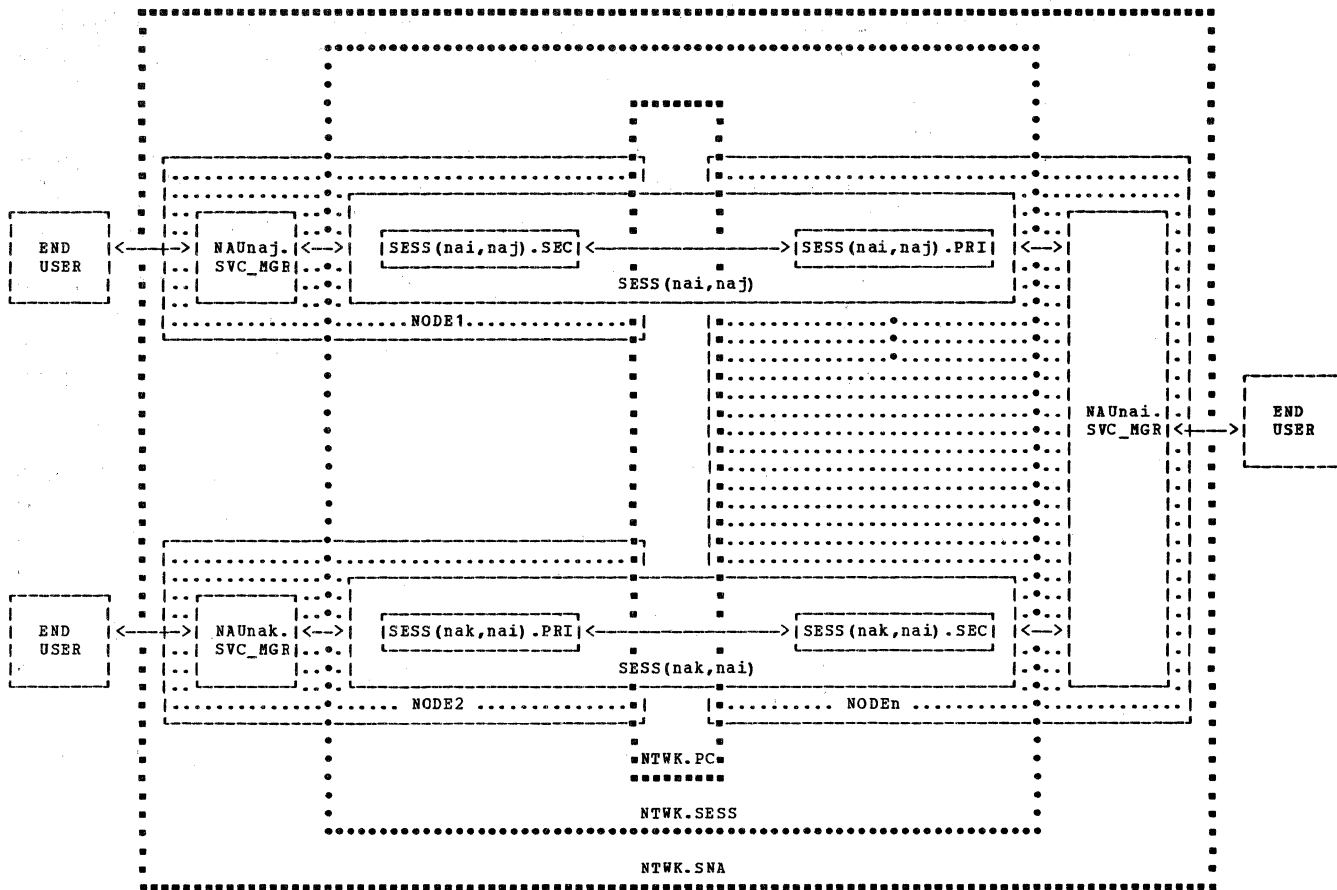 END
USER
NAUnaj.
SVC_MGR
SESS(nai,naj).SEC
SESS(nai,naj).PRI
SESS(nai,naj)
NODE1
NAUnai.
SVC_MGR
END
USER
END
USER
NAUnak.
SVC_MGR
SESS(nak,nai).PRI
SESS(nak,nai).SEC
SESS(nak,nai)
NODE2
NODEn
NTWK.PC
NTWK.SESS
NTWK.SNA